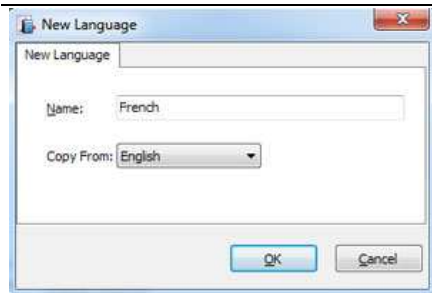 New Language
New Language
Name: French
Copy From: English
OK Cancel